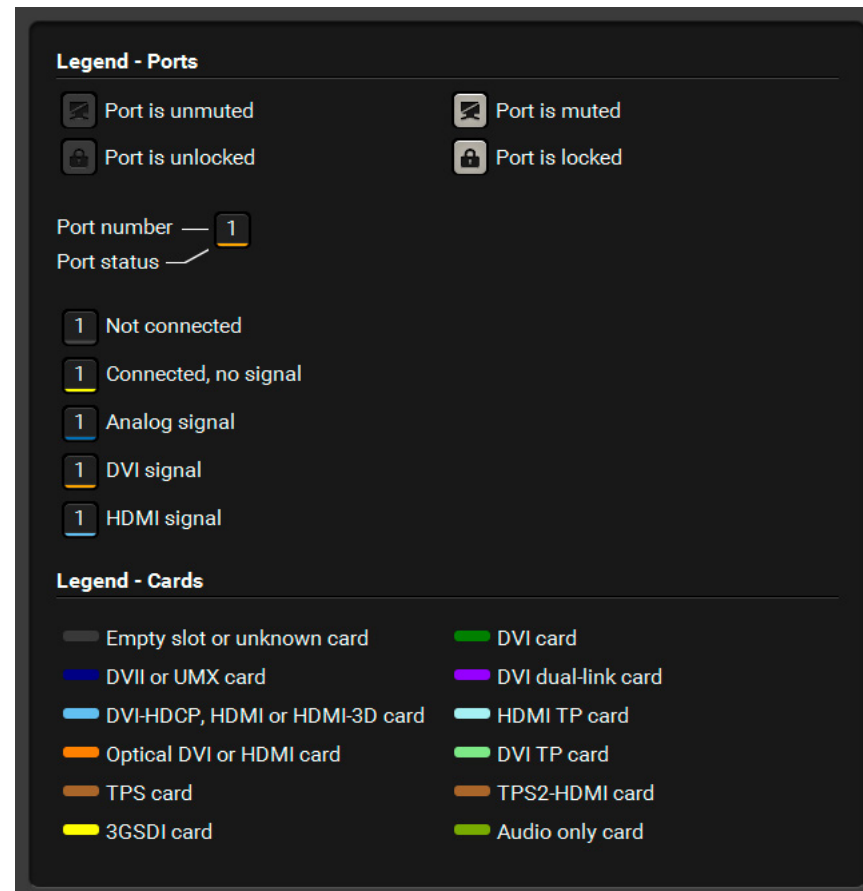 Legend - Ports
Port is unmuted Port is muted
Port is unlocked Port is locked
Port number 1
Port status
1 Not connected
1 Connected, no signal
1 Analog signal
1 DVI signal
1 HDMI signal
Legend - Cards
Empty slot or unknown card DVI card
DVII or UMX card DVI dual-link card
DVI-HDCP, HDMI or HDMI-3D card HDMI TP card
Optical DVI or HDMI card DVI TP card
TPS card TPS2-HDMI card
3GSDI card Audio only card